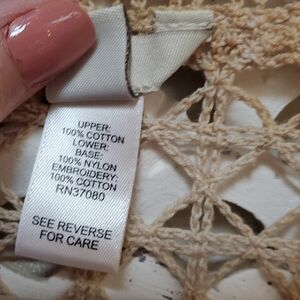 UPPER:
100% COTTON
LOWER:
BASE:
100% NYLON
EMBROIDERY:
100% COTTON
RN37080
SEE REVERSE
FOR CARE